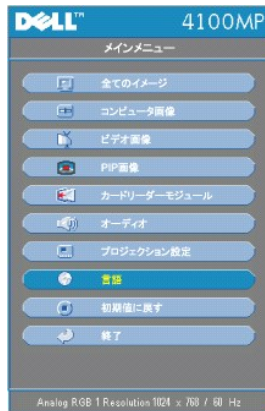 DELL™ 4100MP
メインメニュー
全てのイメージ
コンピュータ画像
ビデオ画像
PIP画像
カードリーダーモジュール
オーディオ
プロジェクション設定
言語
初期値に戻す
終了
Analog RGB 1 Resolution 1024 x 768 / 60 Hz